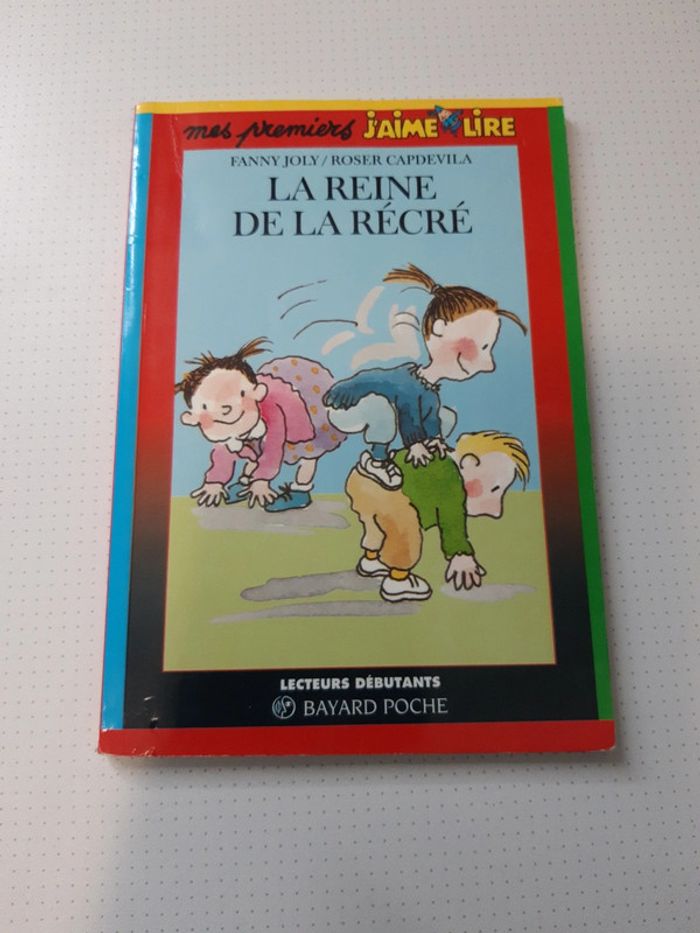 mes premiers J'AIME LIRE
FANNY JOLY / ROSER CAPDEVILA
LA REINE
DE LA RÉCRÉ
LECTEURS DÉBUTANTS
BAYARD POCHE